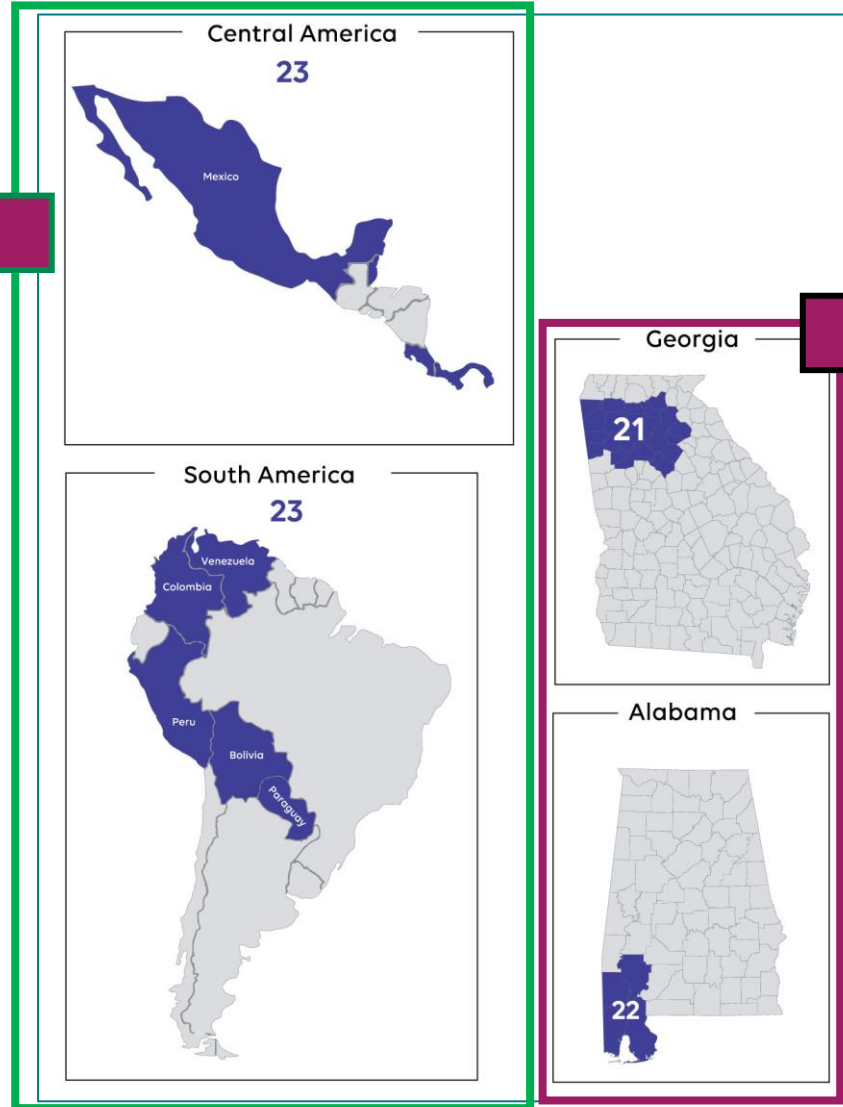 Central America
23
Mexico
South America
23
Venezuela
Colombia
Peru
Bolivia
Paraguay
Georgia
21
Alabama
22